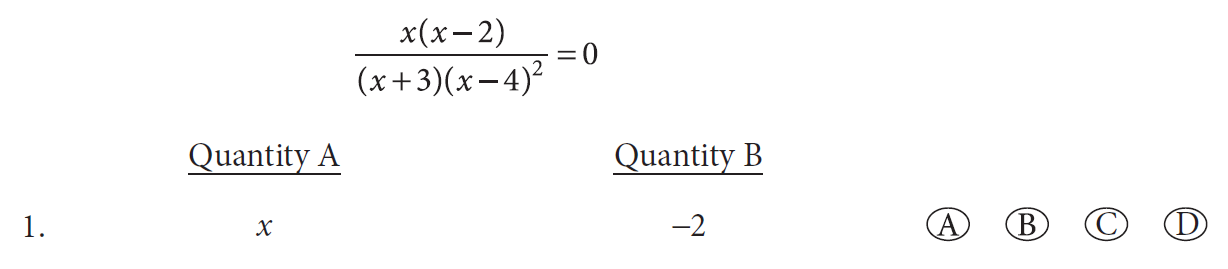 x(x−2)
(x+3)(x−4)² =0
Quantity A Quantity B
1. x −2 A B C D